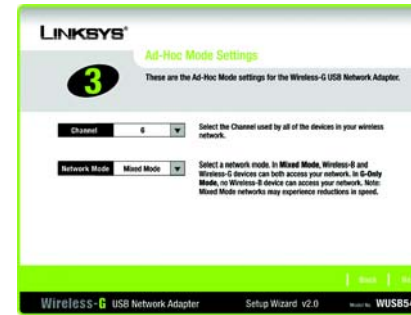 LINKSYS®
Ad-Hoc Mode Settings
3
These are the Ad-Hoc Mode settings for the Wireless-G USB Network Adapter.
Channel 6
Select the Channel used by all of the devices in your wireless
network.
Network Mode Mixed Mode
Select a network mode. In Mixed Mode, Wireless-B and
Wireless-G devices can both access your network. In G-Only
Mode, no Wireless-B device can access your network. Note:
Mixed Mode networks may experience reductions in speed.
Back
Wireless-G USB Network Adapter Setup Wizard v2.0 Model No. WUSB54